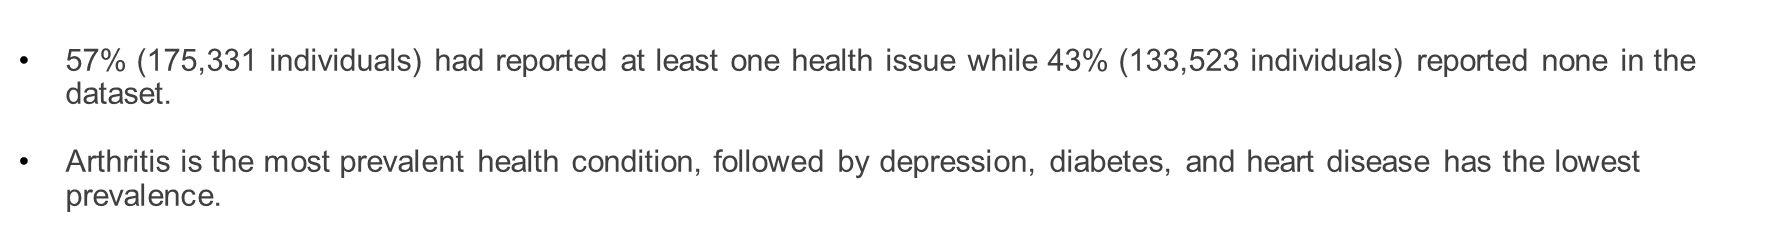 • 57% (175,331 individuals) had reported at least one health issue while 43% (133,523 individuals) reported none in the
dataset.
• Arthritis is the most prevalent health condition, followed by depression, diabetes, and heart disease has the lowest
prevalence.